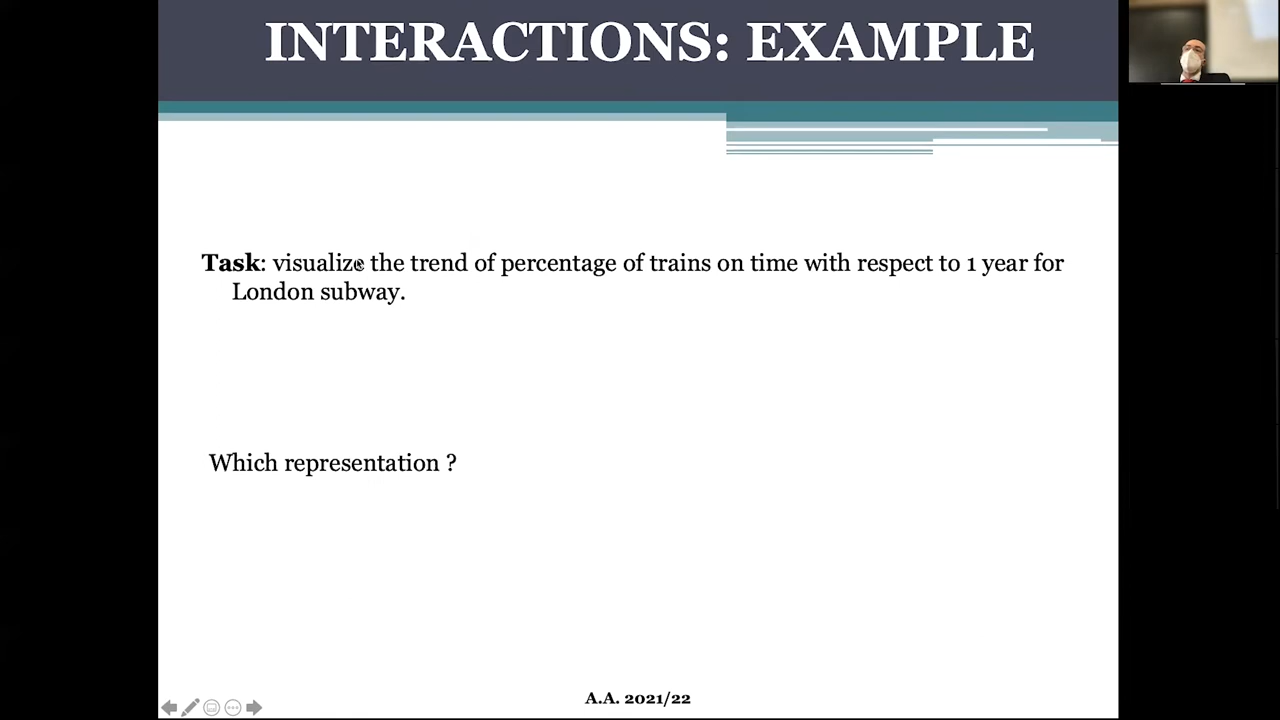 INTERACTIONS: EXAMPLE
Task: visualize the trend of percentage of trains on time with respect to 1 year for
London subway.
Which representation ?
A.A. 2021/22